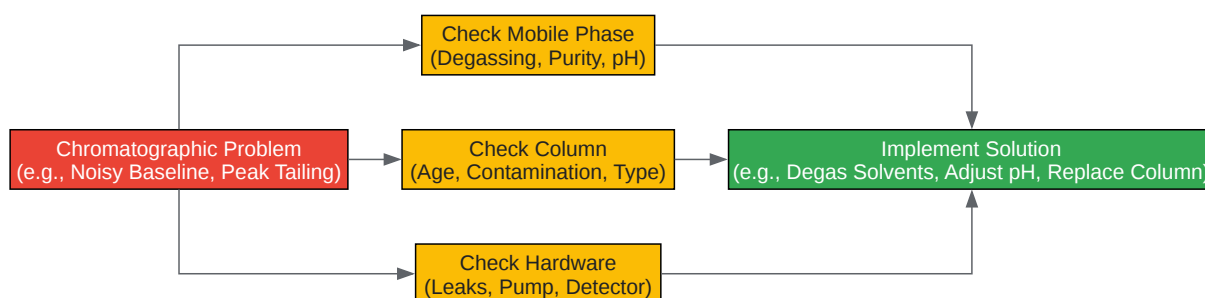 Check Mobile Phase
(Degassing, Purity, pH)
Chromatographic Problem
(e.g., Noisy Baseline, Peak Tailing)
Check Column
(Age, Contamination, Type)
Implement Solution
(e.g., Degas Solvents, Adjust pH, Replace Column)
Check Hardware
(Leaks, Pump, Detector)